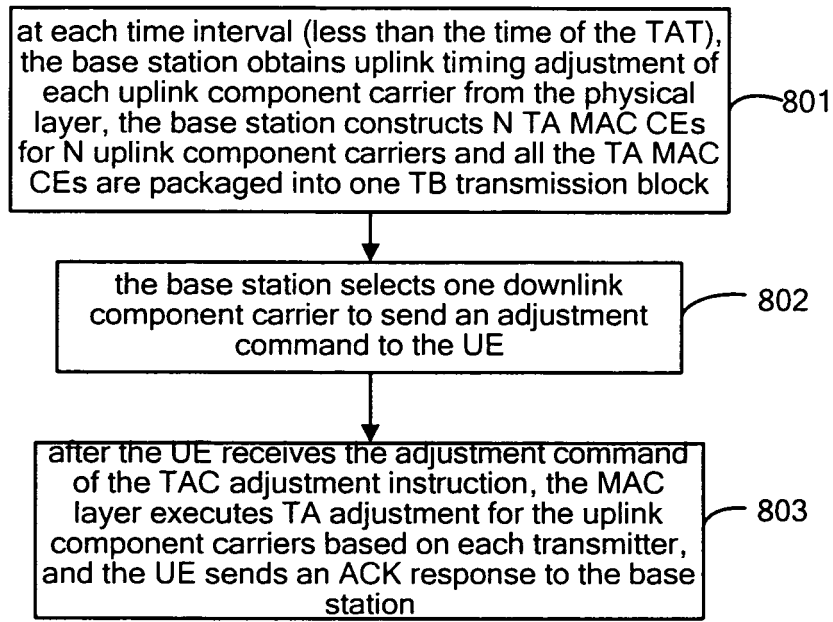 at each time interval (less than the time of the TAT),
the base station obtains uplink timing adjustment of
each uplink component carrier from the physical
layer, the base station constructs N TA MAC CEs
for N uplink component carriers and all the TA MAC
CEs are packaged into one TB transmission block
801
the base station selects one downlink
component carrier to send an adjustment
command to the UE
802
after the UE receives the adjustment command
of the TAC adjustment instruction, the MAC
layer executes TA adjustment for the uplink
component carriers based on each transmitter,
and the UE sends an ACK response to the base
station
803